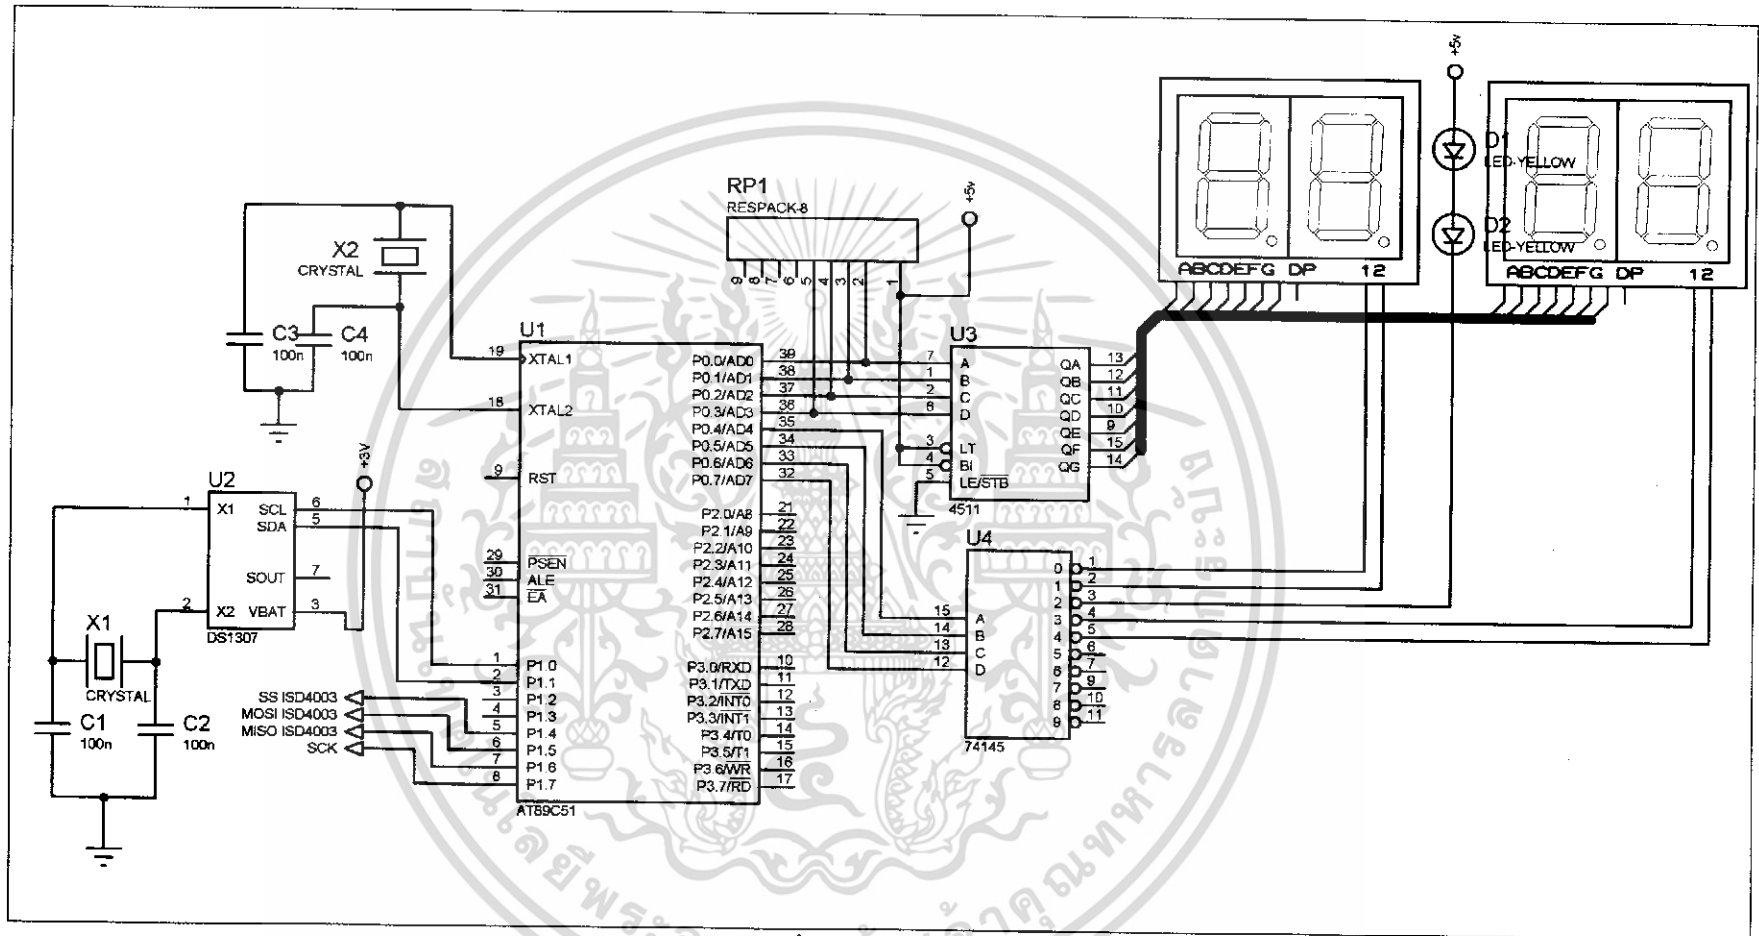 +5v
D1
LED-YELLOW
D2
LED-YELLOW
ABCDEFG DP 12
ABCDEFG DP 12
RP1
RESPACK-8
9 8 7 6 5 4 3 2 1
+5v
X2
CRYSTAL
C3
100n
C4
100n
U1
19 XTAL1
18 XTAL2
9 RST
29 PSEN
30 ALE
31 EA
1 P1.0
2 P1.1
3 P1.2
4 P1.3
5 P1.4
6 P1.5
7 P1.6
8 P1.7
P0.0/AD0 39
P0.1/AD1 38
P0.2/AD2 37
P0.3/AD3 36
P0.4/AD4 35
P0.5/AD5 34
P0.6/AD6 33
P0.7/AD7 32
P2.0/A8 21
P2.1/A9 22
P2.2/A10 23
P2.3/A11 24
P2.4/A12 25
P2.5/A13 26
P2.6/A14 27
P2.7/A15 28
P3.0/RXD 10
P3.1/TXD 11
P3.2/INT0 12
P3.3/INT1 13
P3.4/T0 14
P3.5/T1 15
P3.6/WR 16
P3.7/RD 17
AT89C51
U3
7 A
1 B
2 C
6 D
3 LT
4 BI
5 LE/STB
QA 13
QB 12
QC 11
QD 10
QE 9
QF 15
QG 14
4511
U4
15 A
14 B
13 C
12 D
0 1
1 2
2 3
3 4
4 5
5 6
6 7
7 9
8 10
9 11
74145
+3V
U2
1 X1
2 X2
SCL 6
SDA 5
SOUT 7
VBAT 3
DS1307
X1
CRYSTAL
C1
100n
C2
100n
SS ISD4003
MOSI ISD4003
MISO ISD4003
SCK